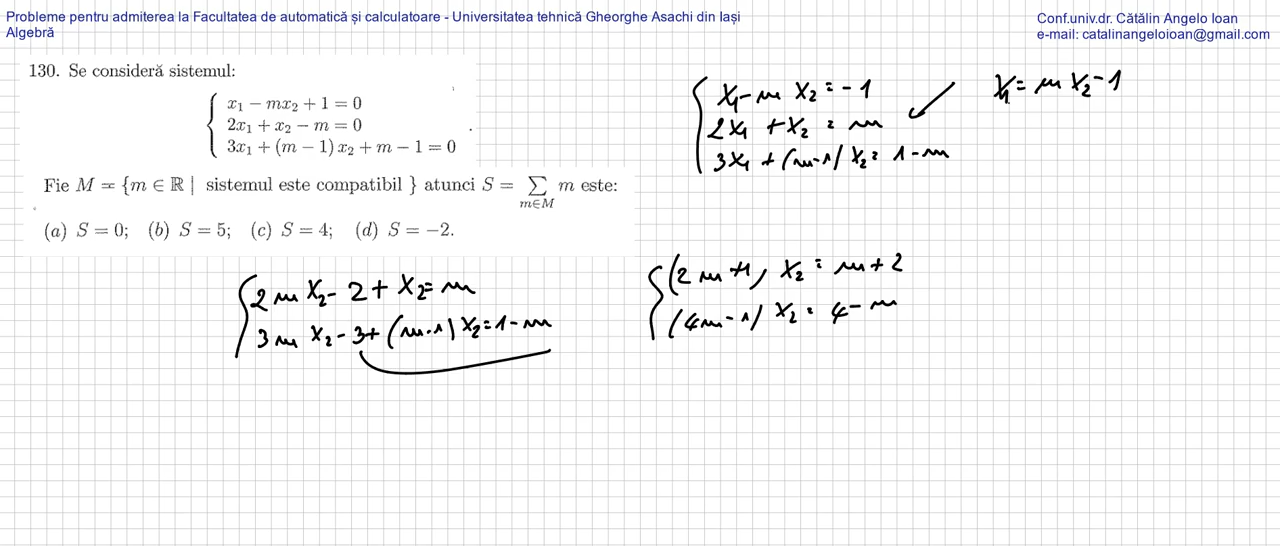 Probleme pentru admiterea la Facultatea de automatică și calculatoare - Universitatea tehnică Gheorghe Asachi din Iași
Algebră
Conf.univ.dr. Cătălin Angelo Ioan
e-mail: catalinangeloioan@gmail.com
130. Se consideră sistemul:
x₁ − mx₂ + 1 = 0
2x₁ + x₂ − m = 0
3x₁ + (m − 1) x₂ + m − 1 = 0
Fie M = {m ∈ ℝ | sistemul este compatibil } atunci S = ∑ m este:
m∈M
(a) S = 0; (b) S = 5; (c) S = 4; (d) S = −2.
x₁ - m x₂ = -1
2x₁ + x₂ = m
3x₁ + (m-1) x₂ = 1-m
x₁ = m x₂ - 1
2m x₂ - 2 + x₂ = m
3m x₂ - 3 + (m-1) x₂ = 1-m
(2m+1) x₂ = m+2
(4m-1) x₂ = 4-m